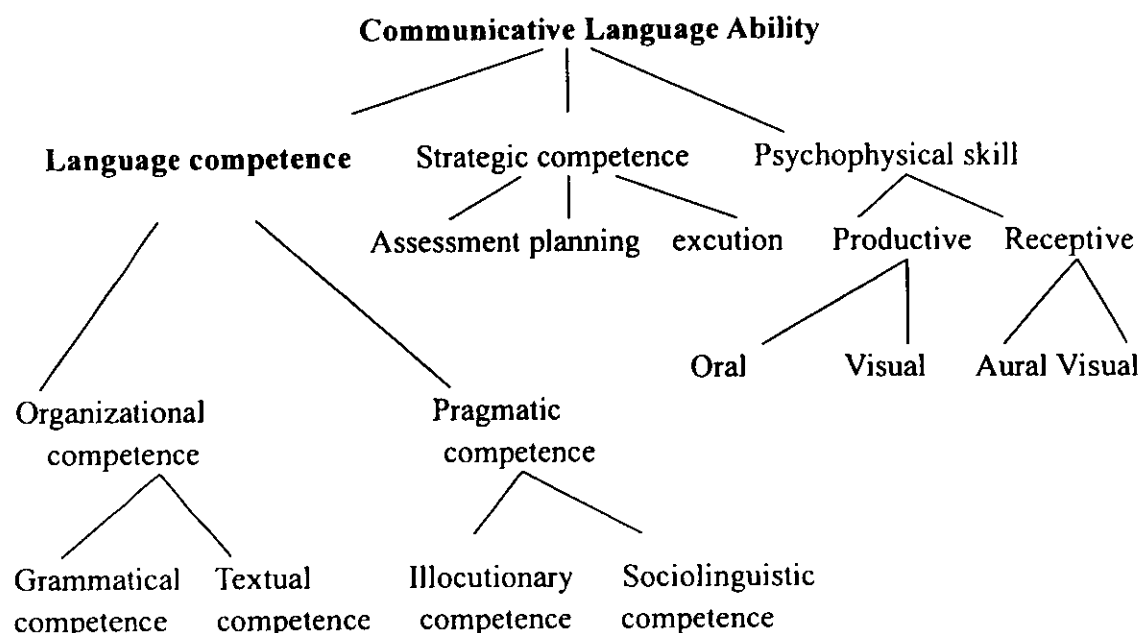 Communicative Language Ability
Language competence Strategic competence Psychophysical skill
Assessment planning excution Productive Receptive
Oral Visual Aural Visual
Organizational Pragmatic
competence competence
Grammatical Textual Illocutionary Sociolinguistic
competence competence competence competence